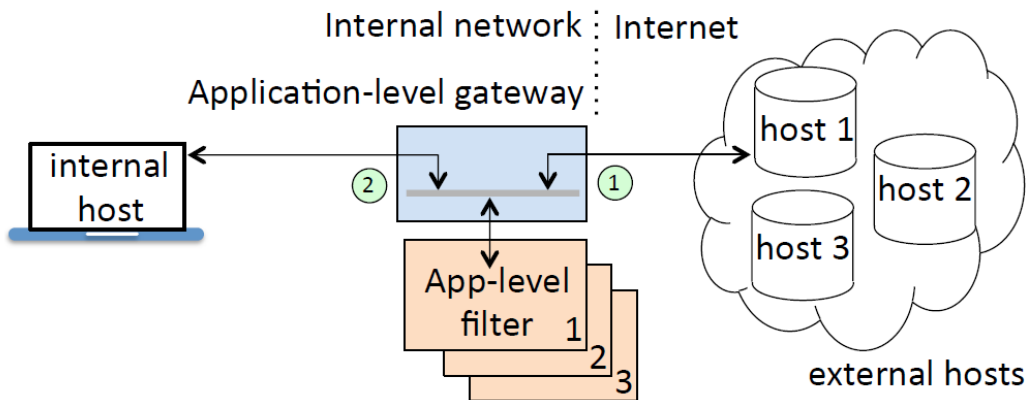 Internal network
Internet
Application-level gateway
internal
host
2
1
host 1
host 2
host 3
App-level
filter
1
2
3
external hosts